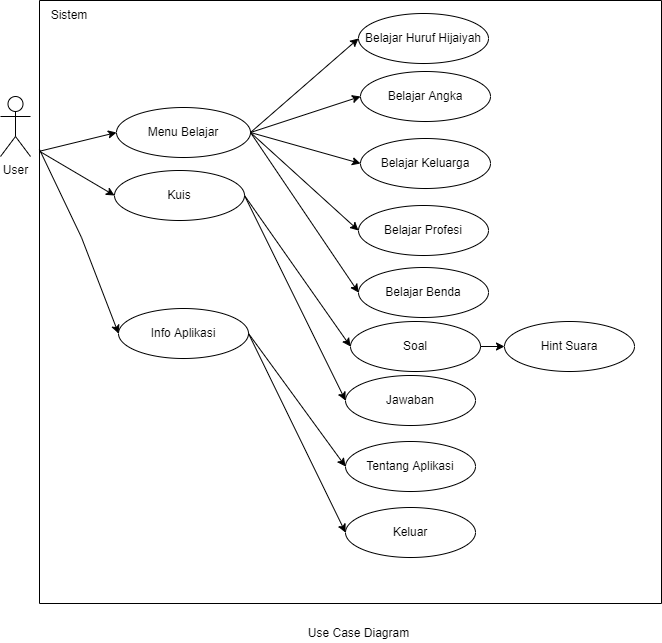 Sistem
Belajar Huruf Hijaiyah
Belajar Angka
Menu Belajar
Belajar Keluarga
User
Kuis
Belajar Profesi
Belajar Benda
Info Aplikasi
Soal
Hint Suara
Jawaban
Tentang Aplikasi
Keluar
Use Case Diagram